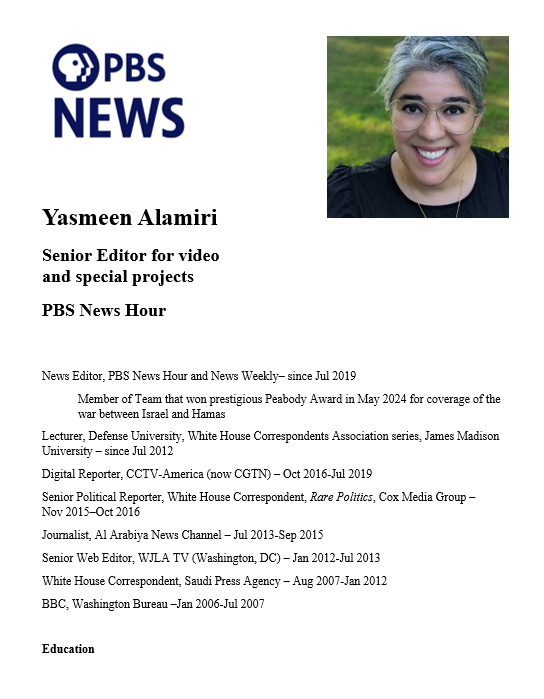 PBS
NEWS
Yasmeen Alamiri
Senior Editor for video
and special projects
PBS News Hour
News Editor, PBS News Hour and News Weekly– since Jul 2019
Member of Team that won prestigious Peabody Award in May 2024 for coverage of the
war between Israel and Hamas
Lecturer, Defense University, White House Correspondents Association series, James Madison
University – since Jul 2012
Digital Reporter, CCTV-America (now CGTN) – Oct 2016-Jul 2019
Senior Political Reporter, White House Correspondent, Rare Politics, Cox Media Group –
Nov 2015–Oct 2016
Journalist, Al Arabiya News Channel – Jul 2013-Sep 2015
Senior Web Editor, WJLA TV (Washington, DC) – Jan 2012-Jul 2013
White House Correspondent, Saudi Press Agency – Aug 2007-Jan 2012
BBC, Washington Bureau –Jan 2006-Jul 2007
Education